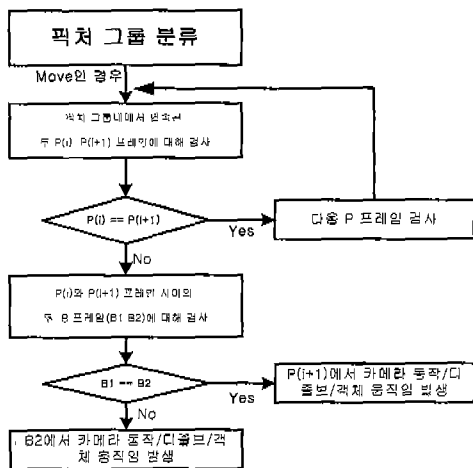 픽처 그룹 분류
Move인 경우
픽처 그룹내에서 연속된
두 P(i) P(i+1) 프레임에 대해 검사
P(i) == P(i+1)
Yes
다음 P 프레임 검사
No
P(i)와 P(i+1) 프레임 사이의
두 B 프레임(B1 B2)에 대해 검사
B1 == B2
Yes
P(i+1)에서 카메라 동작/디
졸브/객체 움직임 발생
No
B2에서 카메라 동작/디졸브/객
체 움직임 발생